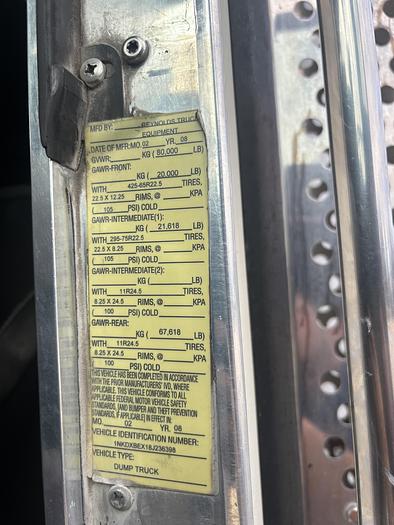 MFD BY: REYNOLDS TRUCK
EQUIPMENT
DATE OF MFR: MO. 02 YR. 08
GVWR: KG ( 80,000 LB)
GAWR-FRONT:
KG ( 20,000 LB)
WITH 425-65R22.5 TIRES,
22.5 X 12.25 RIMS, @ KPA
( 105 PSI) COLD
GAWR-INTERMEDIATE(1):
KG ( 21,618 LB)
WITH 295-75R22.5 TIRES,
22.5 X 8.25 RIMS, @ KPA
( 105 PSI) COLD
GAWR-INTERMEDIATE(2):
KG ( LB)
WITH 11R24.5 TIRES,
8.25 X 24.5 RIMS, @ KPA
( 100 PSI) COLD
GAWR-REAR:
KG ( 67,618 LB)
WITH 11R24.5 TIRES,
8.25 X 24.5 RIMS, @ KPA
( 100 PSI) COLD
THIS VEHICLE HAS BEEN COMPLETED IN ACCORDANCE
WITH THE PRIOR MANUFACTURERS' IVD, WHERE
APPLICABLE. THIS VEHICLE CONFORMS TO ALL
APPLICABLE FEDERAL MOTOR VEHICLE SAFETY
STANDARDS, [AND BUMPER AND THEFT PREVENTION
STANDARDS, IF APPLICABLE] IN EFFECT IN:
MO. 02 YR. 08
VEHICLE IDENTIFICATION NUMBER:
1NKDXBEX18J236398
VEHICLE TYPE:
DUMP TRUCK